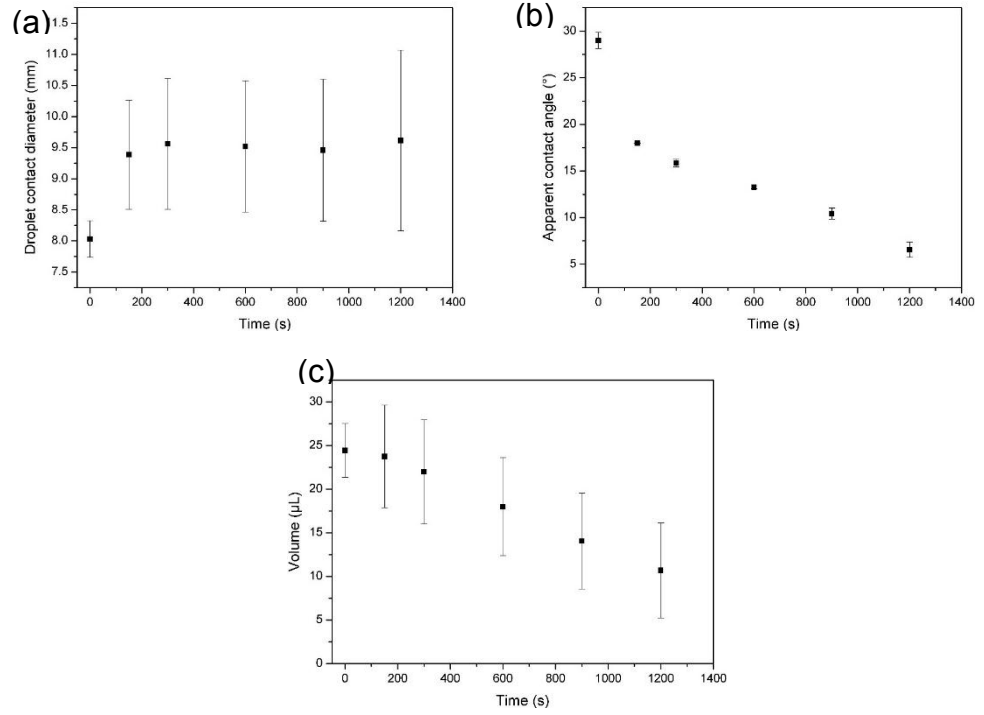 (a)
Droplet contact diameter (mm)
11.5
11.0
10.5
10.0
9.5
9.0
8.5
8.0
7.5
0 200 400 600 800 1000 1200 1400
Time (s)
(b)
Apparent contact angle (°)
30
25
20
15
10
5
0 200 400 600 800 1000 1200 1400
Time (s)
(c)
Volume (µL)
30
25
20
15
10
5
0
0 200 400 600 800 1000 1200 1400
Time (s)